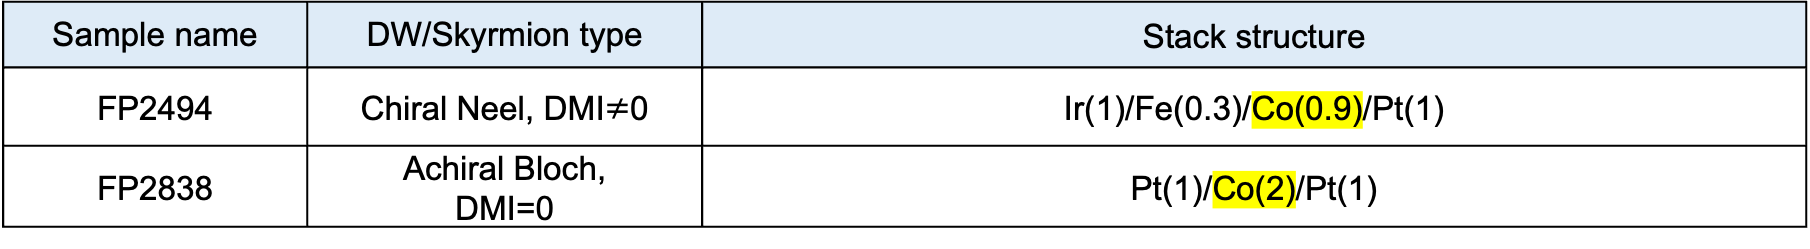 Sample name
DW/Skyrmion type
Stack structure
FP2494
Chiral Neel, DMI≠0
Ir(1)/Fe(0.3)/Co(0.9)/Pt(1)
FP2838
Achiral Bloch,
DMI=0
Pt(1)/Co(2)/Pt(1)